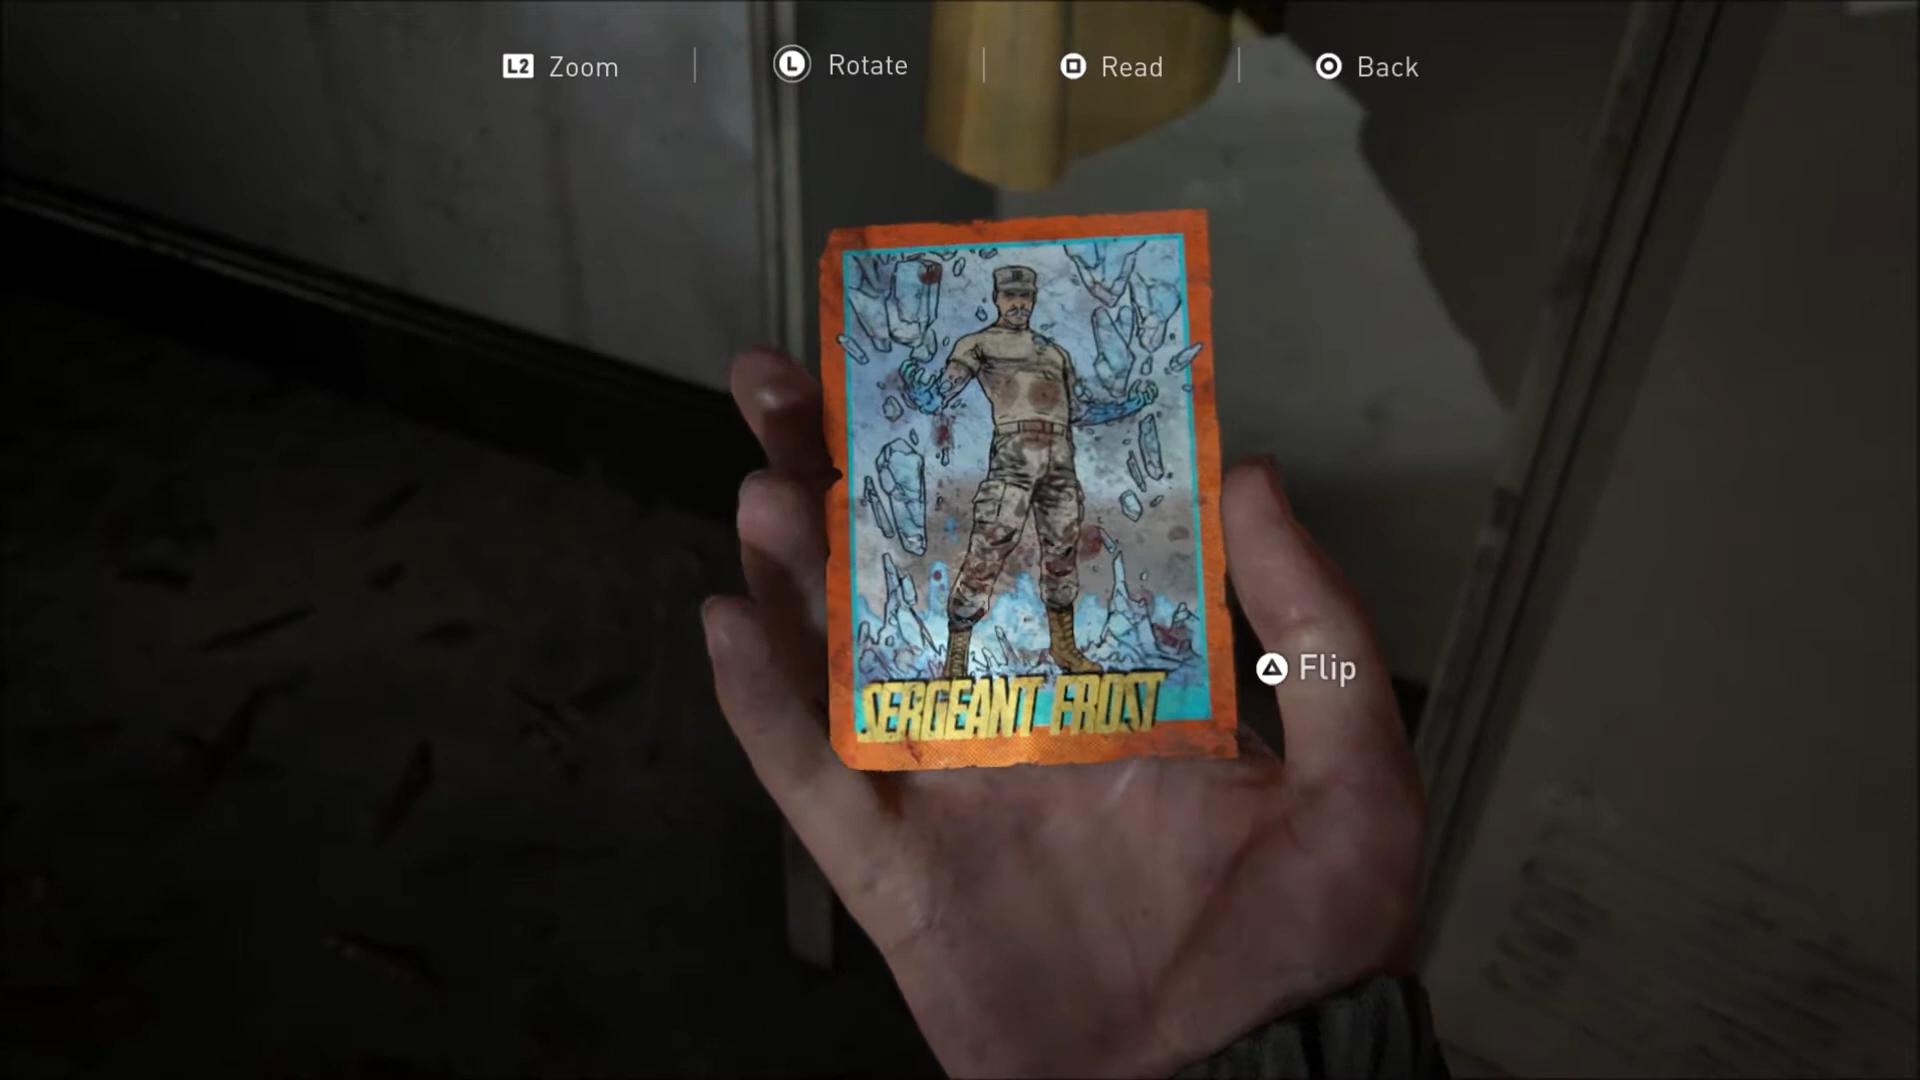 L2 Zoom
L Rotate
Read
Back
Flip
SERGEANT FROST